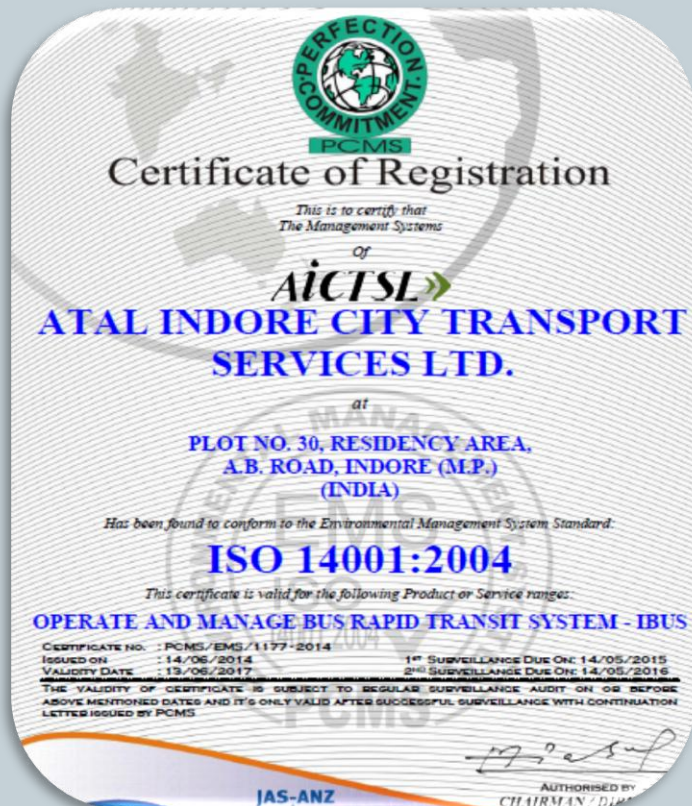 PERFECTION
COMMITMENT
PCMS
Certificate of Registration
This is to certify that
The Management Systems
Of
AiCTSL
ATAL INDORE CITY TRANSPORT
SERVICES LTD.
at
PLOT NO. 30, RESIDENCY AREA,
A.B. ROAD, INDORE (M.P.)
(INDIA)
Has been found to conform to the Environmental Management System Standard:
ISO 14001:2004
This certificate is valid for the following Product or Service ranges:
OPERATE AND MANAGE BUS RAPID TRANSIT SYSTEM - IBUS
CERTIFICATE NO. : PCMS/EMS/1177-2014
ISSUED ON : 14/06/2014 1ST SURVEILLANCE DUE ON: 14/05/2015
VALIDITY DATE : 13/06/2017 2ND SURVEILLANCE DUE ON: 14/05/2016
THE VALIDITY OF CERTIFICATE IS SUBJECT TO REGULAR SURVEILLANCE AUDIT ON OR BEFORE
ABOVE MENTIONED DATES AND IT'S ONLY VALID AFTER SUCCESSFUL SURVEILLANCE WITH CONTINUATION
LETTER ISSUED BY PCMS
EMS
ISO
14001:2004
PCMS
AUTHORISED BY
CHAIRMAN /
JAS-ANZ